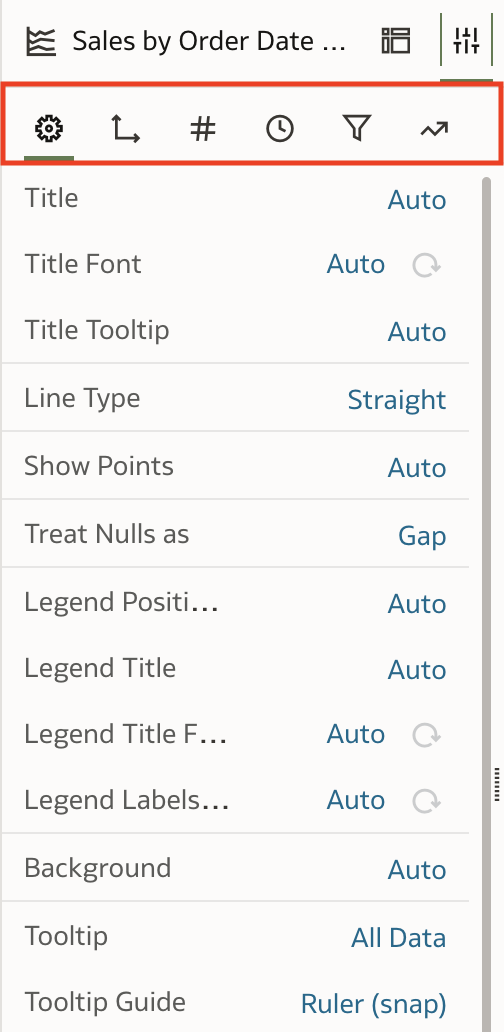 Sales by Order Date ...
Title Auto
Title Font Auto
Title Tooltip Auto
Line Type Straight
Show Points Auto
Treat Nulls as Gap
Legend Positi... Auto
Legend Title Auto
Legend Title F... Auto
Legend Labels... Auto
Background Auto
Tooltip All Data
Tooltip Guide Ruler (snap)